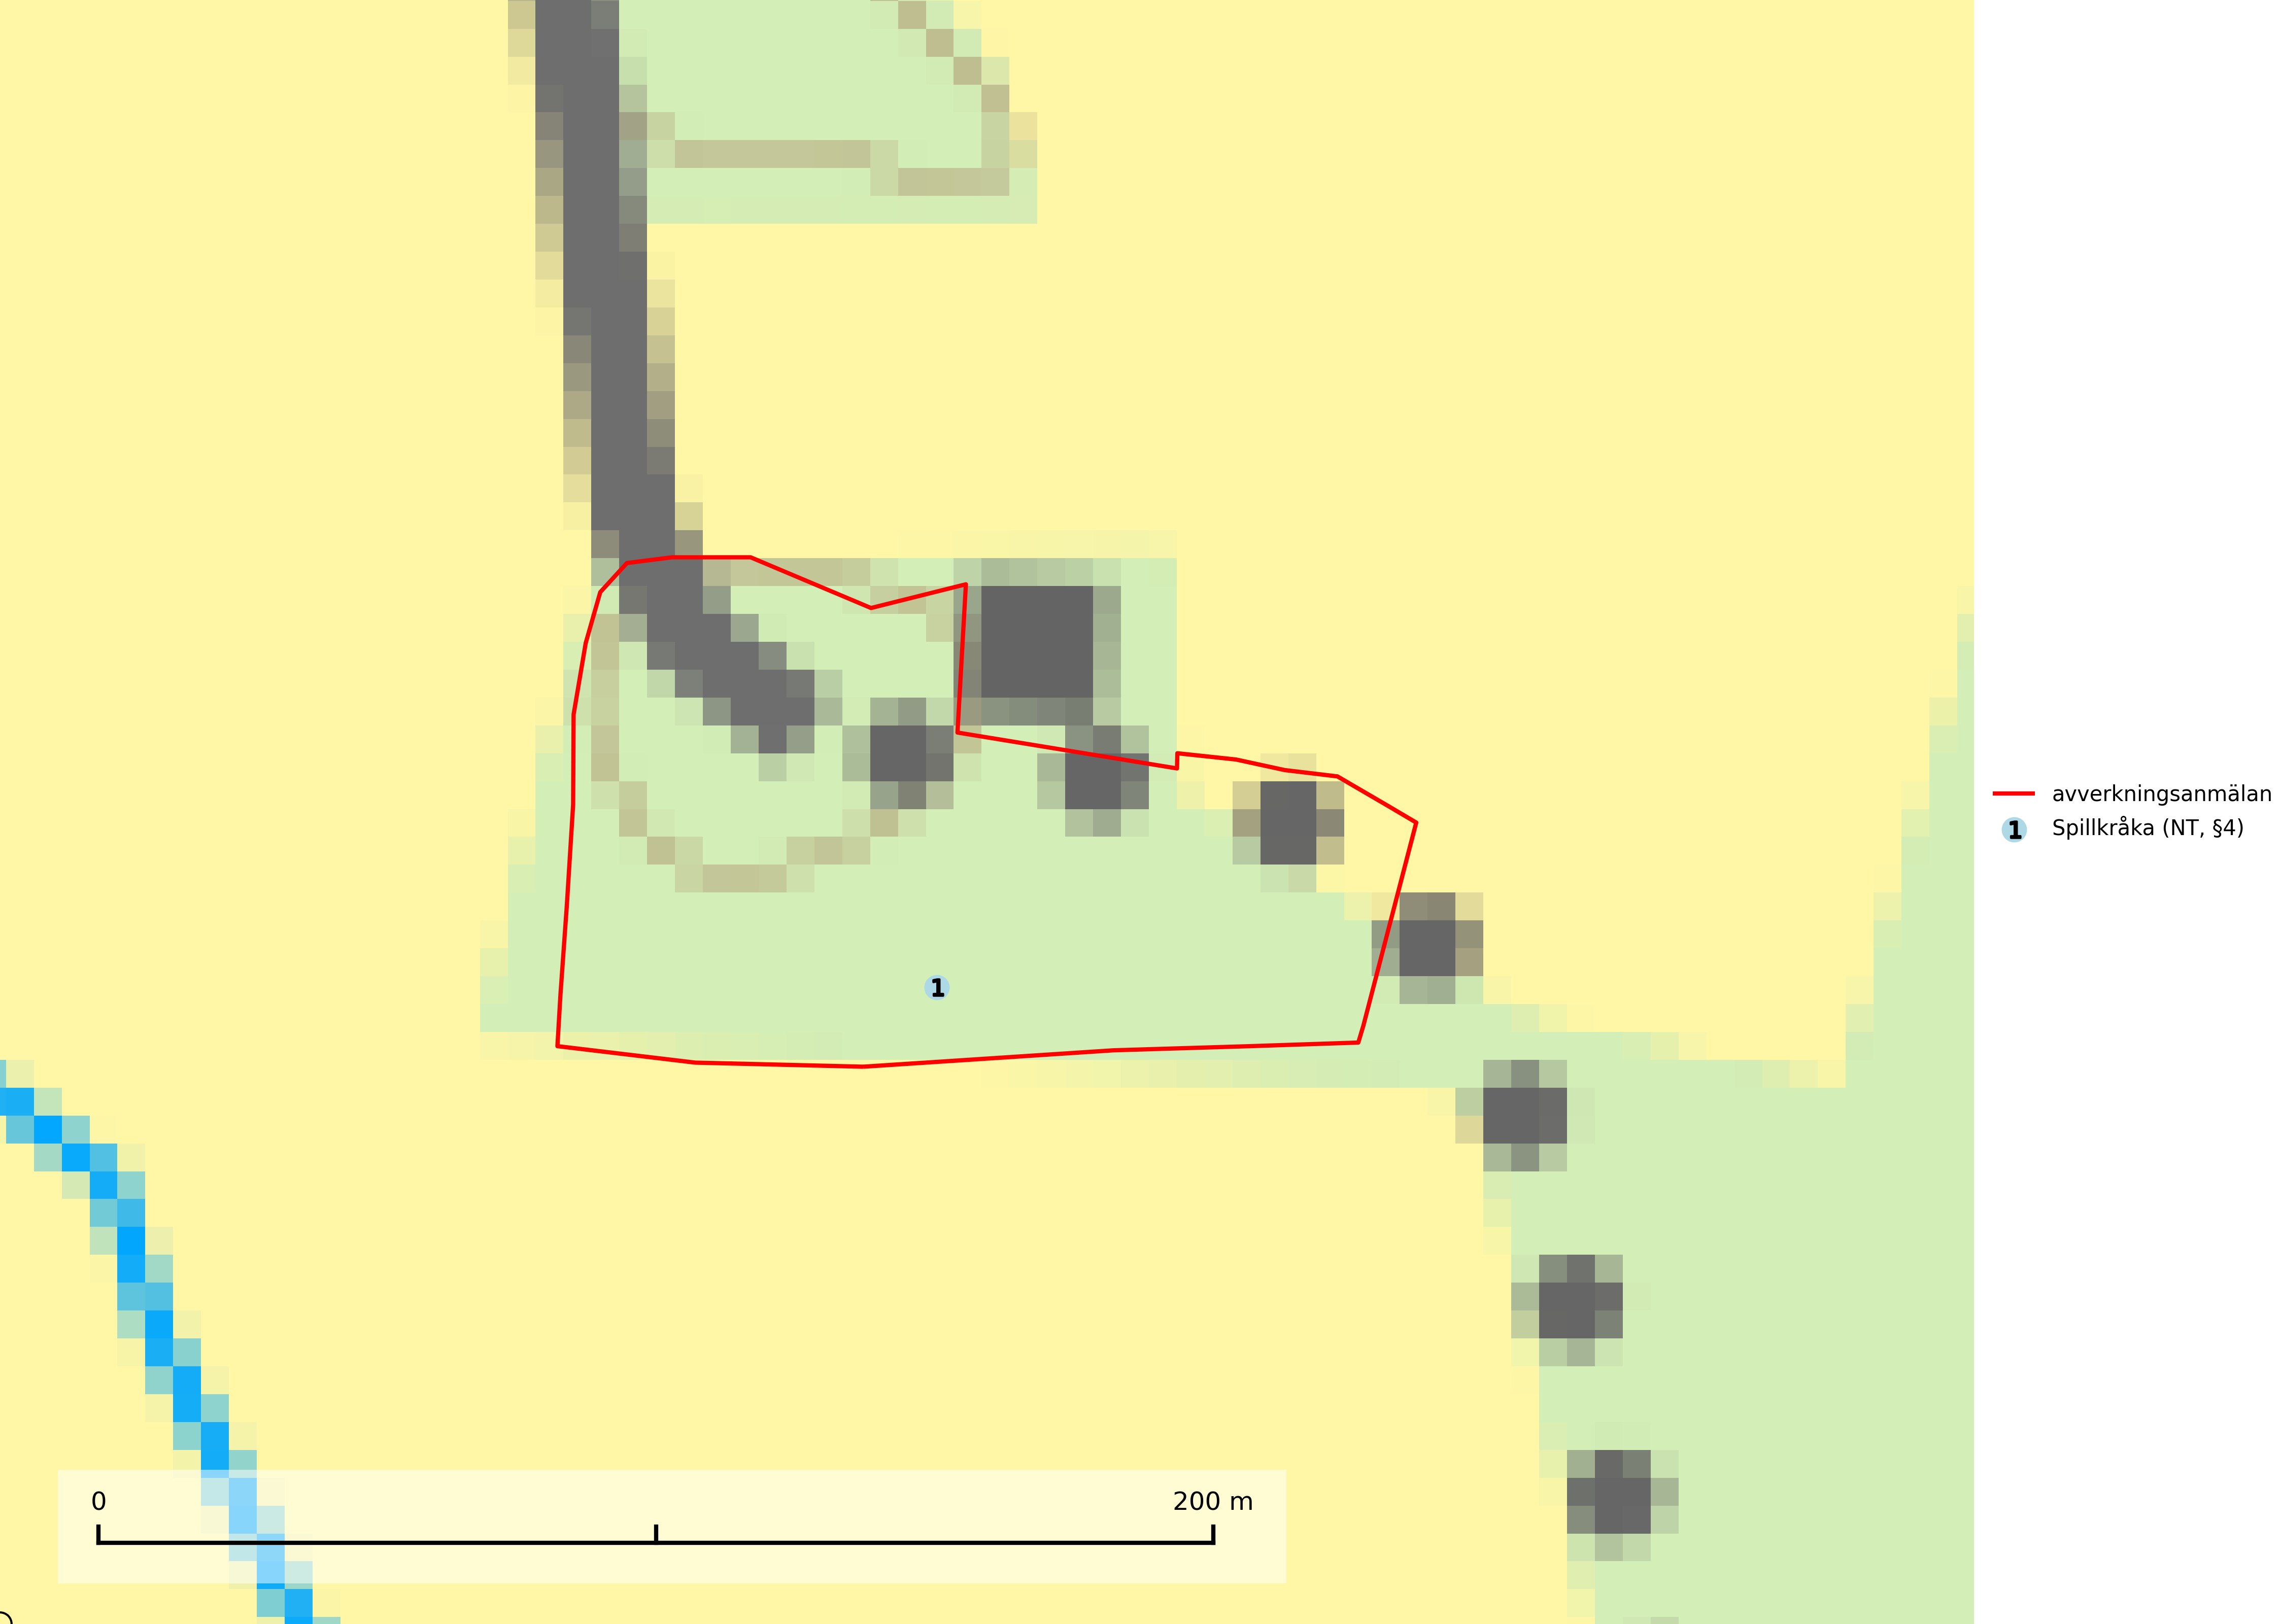 avverkningsanmälan
1 Spillkråka (NT, §4)
1
0 200 m